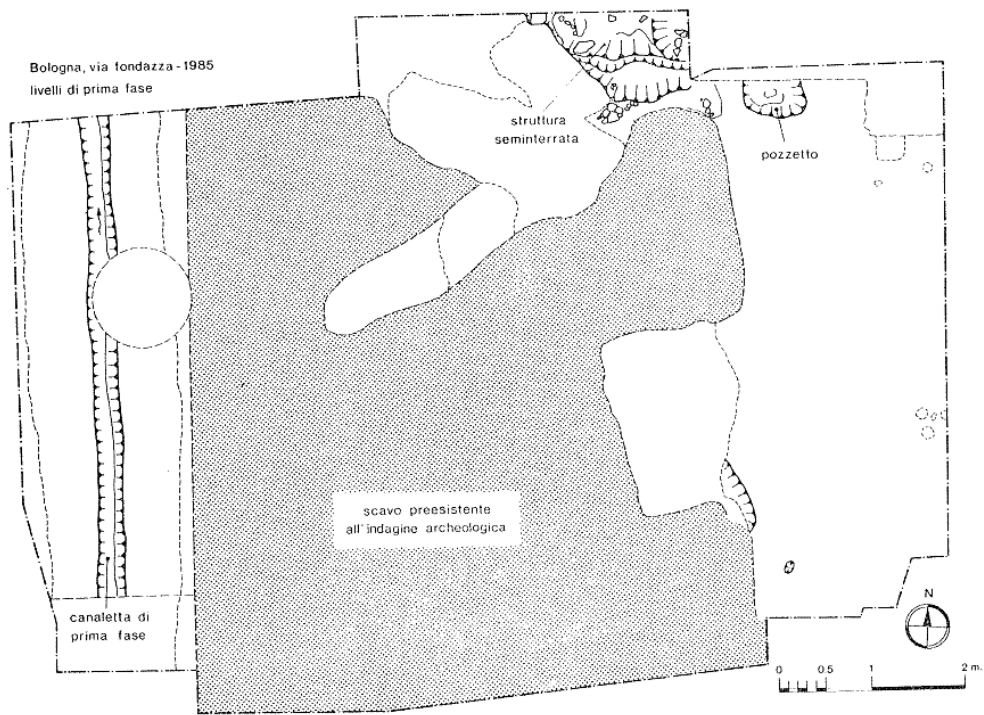 Bologna, via fondazza - 1985
livelli di prima fase
struttura
seminterrata
pozzetto
scavo preesistente
all'indagine archeologica
canaletta di
prima fase
N
0 0.5 1 2 m.